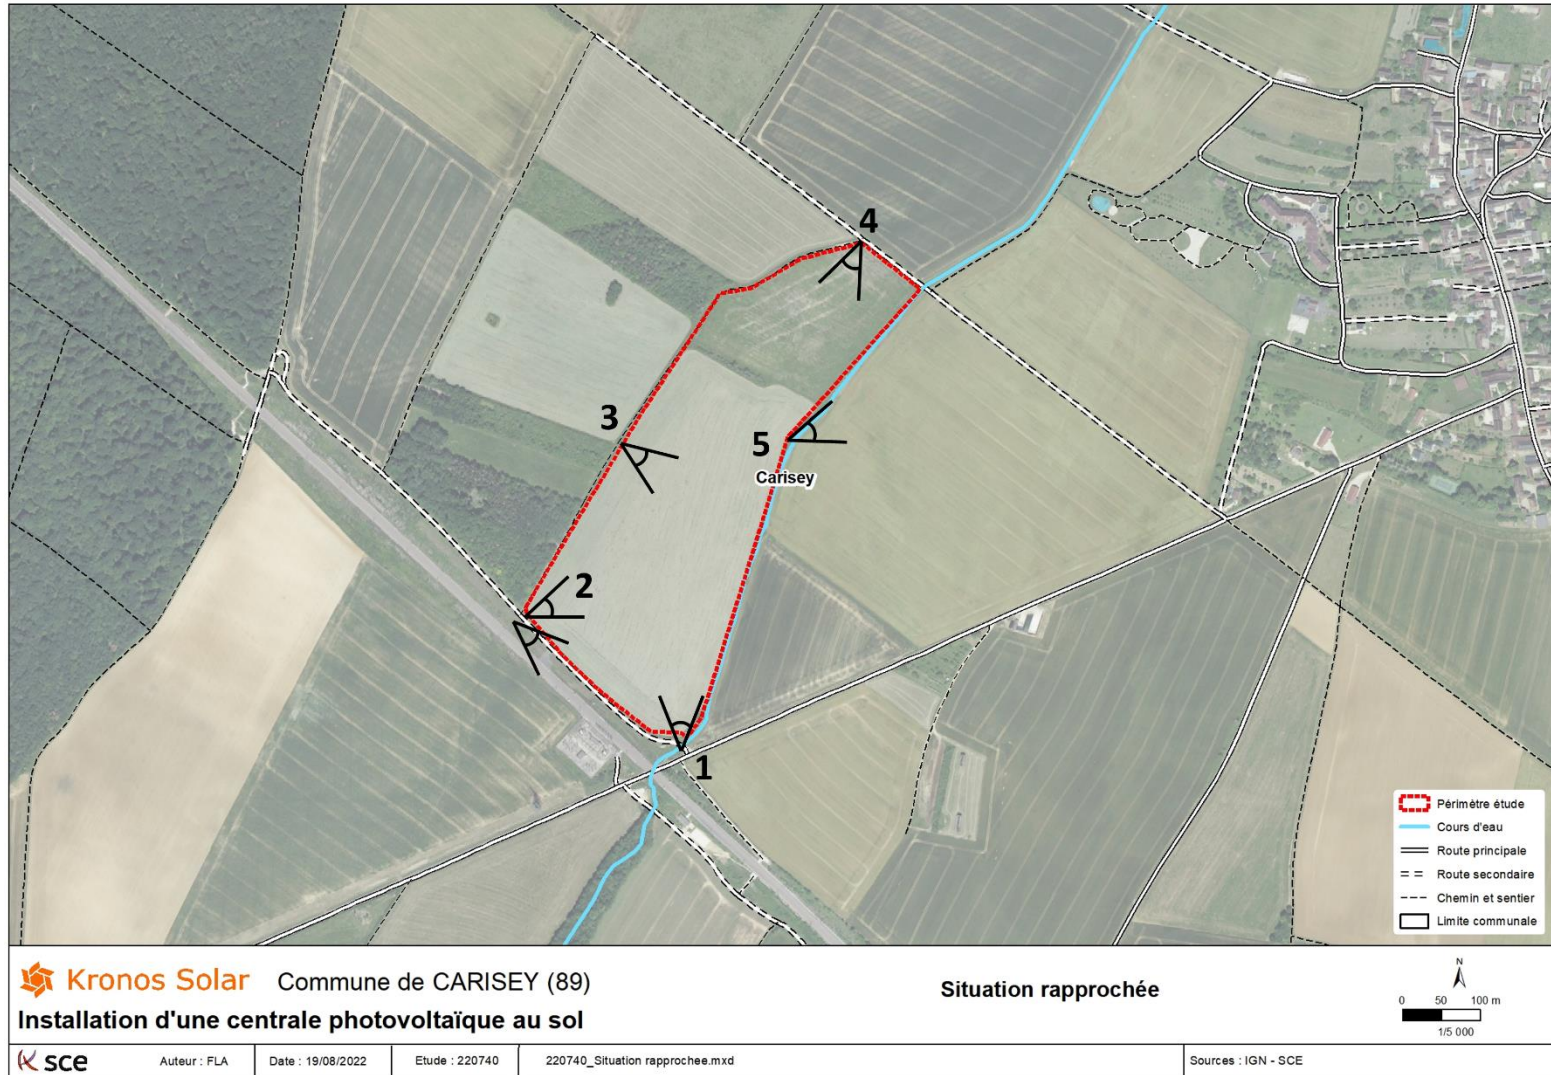 4
3
5
Carisey
2
1
Périmètre étude
Cours d'eau
Route principale
Route secondaire
Chemin et sentier
Limite communale
Kronos Solar Commune de CARISEY (89)
Installation d'une centrale photovoltaïque au sol
Situation rapprochée
N
0 50 100 m
1/5 000
sce
Auteur : FLA
Date : 19/08/2022
Etude : 220740
220740_Situation rapprochee.mxd
Sources : IGN - SCE